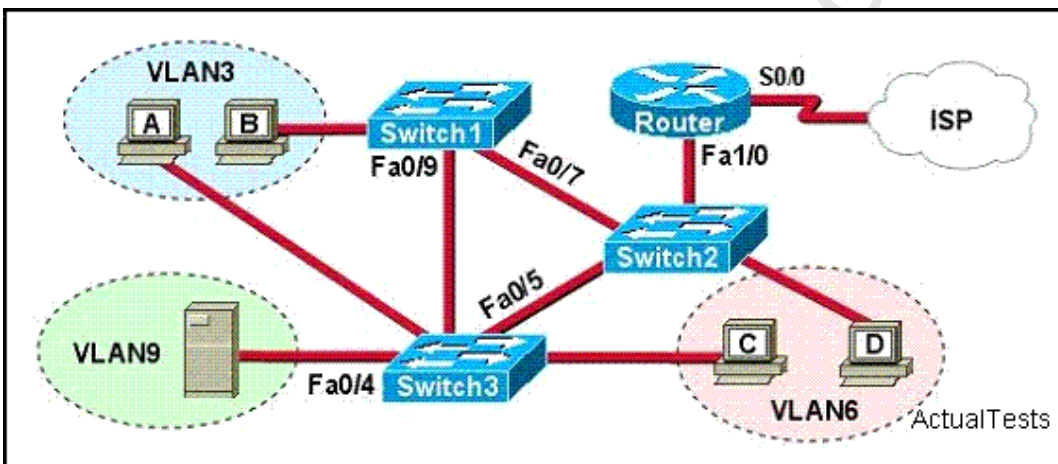 VLAN3
A
B
Switch1
Fa0/9
Fa0/7
Router
S0/0
Fa1/0
ISP
Switch2
Fa0/5
VLAN9
Fa0/4
Switch3
C
D
VLAN6
ActualTests